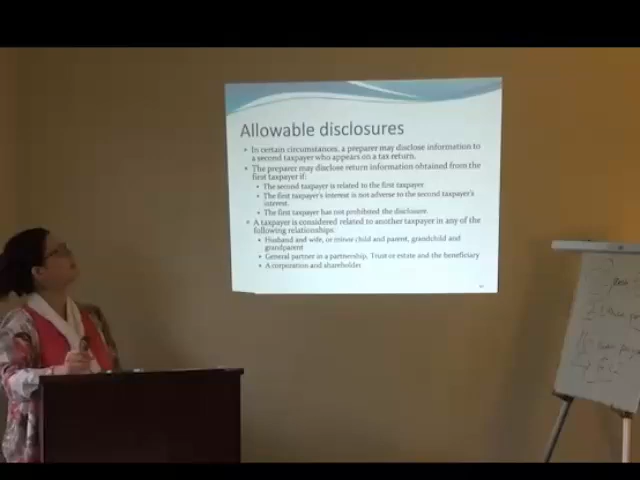 Allowable disclosures
• In certain circumstances, a preparer may disclose information to
a second taxpayer who appears on a tax return.
• The preparer may disclose return information obtained from the
first taxpayer if:
• The second taxpayer is related to the first taxpayer
• The first taxpayer's interest is not adverse to the second taxpayer's
interest.
• The first taxpayer has not prohibited the disclosure.
• A taxpayer is considered related to another taxpayer in any of the
following relationships.
• Husband and wife, or minor child and parent, grandchild and
grandparent
• General partner in a partnership, Trust or estate and the beneficiary
• A corporation and shareholder